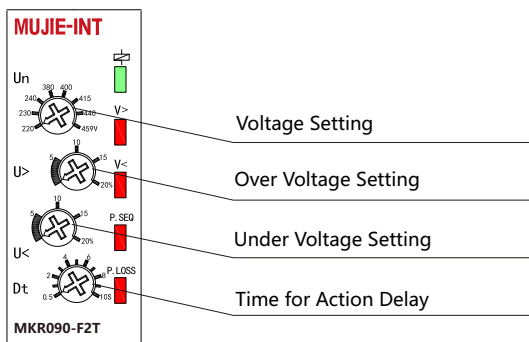 MUJIE-INT
Un
380 400
240 415
230 440
220 459V
V>
Voltage Setting
10
5 15
20%
U>
V<
Over Voltage Setting
10
5 15
20%
U<
P.SEQ
Under Voltage Setting
4 6
2 8
0.5 10S
Dt
P.LOSS
Time for Action Delay
MKR090-F2T